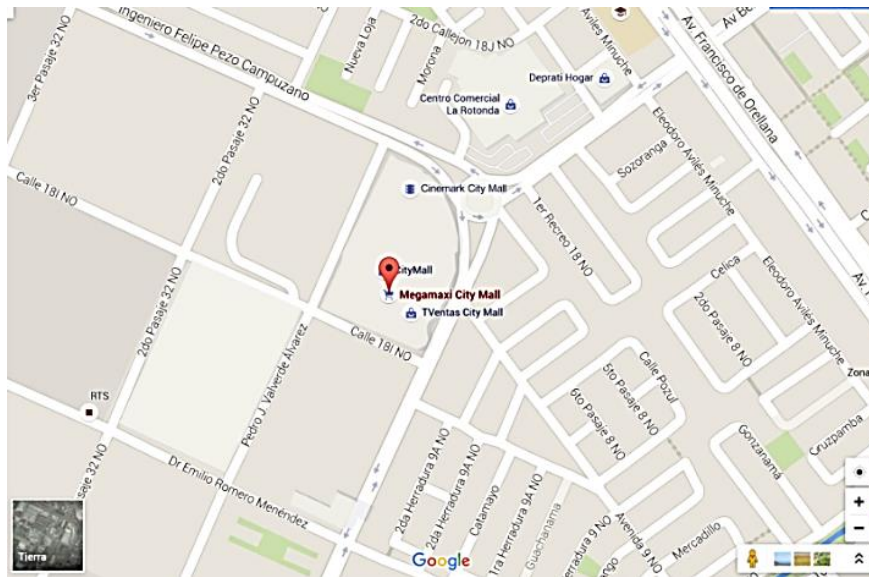 Ingeniero Felipe Pezo Campuzano
3er Pasaje 32 NO
2do Pasaje 32 NO
Nueva Loja
Morona
2do Callejon 18J NO
Aviles Minuche
Av. Francisco de Orellana
Deprati Hogar
Centro Comercial
La Rotonda
Eleodoro Avilés Minuche
Sozoranga
Calle 18I NO
Cinemark City Mall
1er Recreo 18 NO
CityMall
Megamaxi City Mall
TVentas City Mall
Calle 18I NO
2do Pasaje 32 NO
Pedro J. Valverde Álvarez
Celica
Eleodoro Avilés Minuche
2do Pasaje 8 NO
Calle Pozul
5to Pasaje 8 NO
6to Pasaje 8 NO
Zona
RTS
Gonzanamá
Cruzpamba
Dr Emilio Romero Menéndez
2da Herradura 9A NO
2da Herradura 9A NO
Catamayo
1ra Herradura 9A NO
Guachanama
Avenida 9 NO
Mercadillo
Tierra
Google